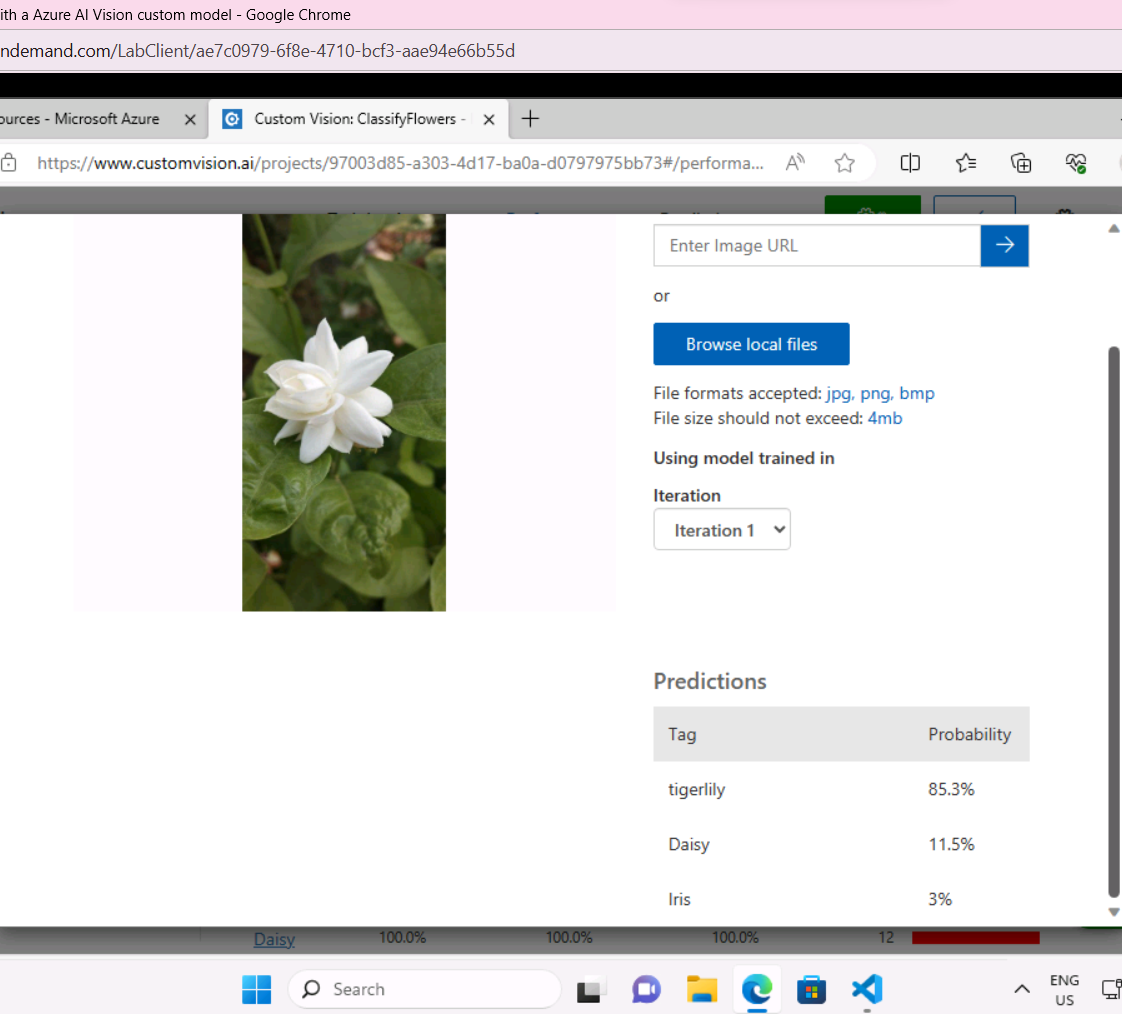 ith a Azure AI Vision custom model - Google Chrome
ndemand.com/LabClient/ae7c0979-6f8e-4710-bcf3-aae94e66b55d
ources - Microsoft Azure
Custom Vision: ClassifyFlowers -
https://www.customvision.ai/projects/97003d85-a303-4d17-ba0a-d0797975bb73#/performa...
Enter Image URL
or
Browse local files
File formats accepted: jpg, png, bmp
File size should not exceed: 4mb
Using model trained in
Iteration
Iteration 1
Predictions
Tag Probability
tigerlily 85.3%
Daisy 11.5%
Iris 3%
Daisy 100.0% 100.0% 100.0% 12
Search
ENG
US